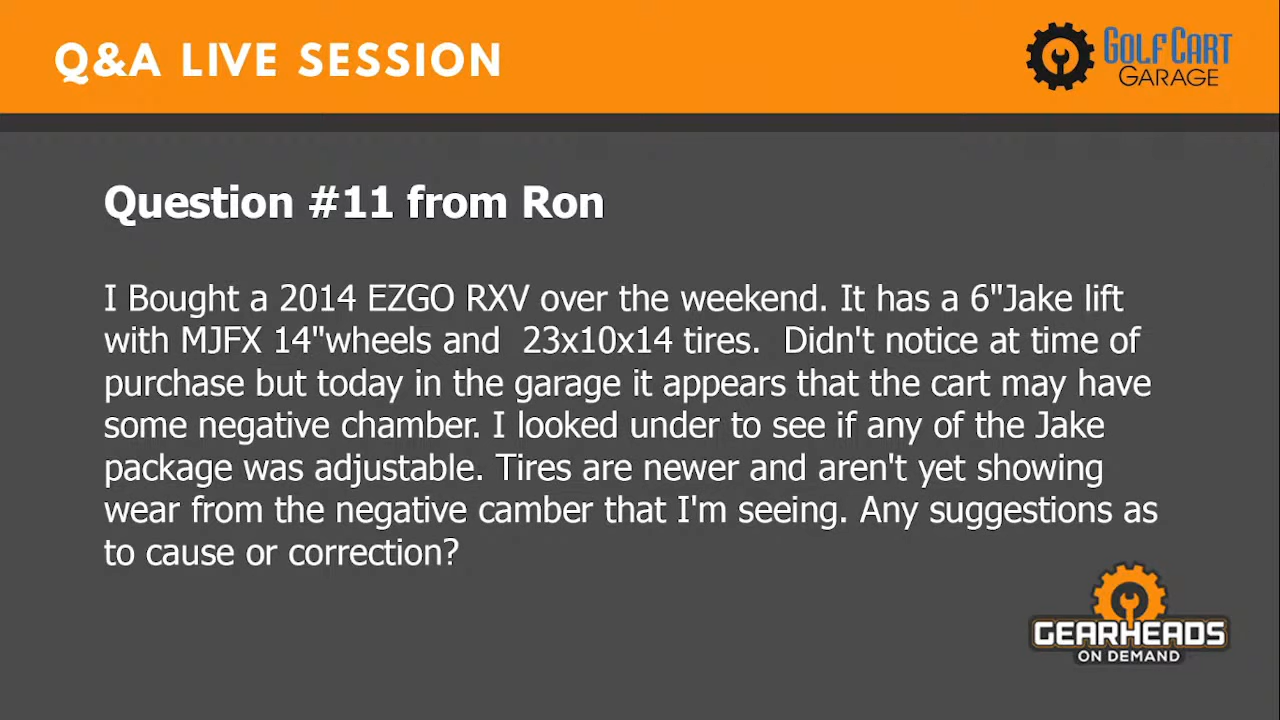 Q&A LIVE SESSION
GOLF CART
GARAGE
Question #11 from Ron
I Bought a 2014 EZGO RXV over the weekend. It has a 6"Jake lift
with MJFX 14"wheels and  23x10x14 tires.  Didn't notice at time of
purchase but today in the garage it appears that the cart may have
some negative chamber. I looked under to see if any of the Jake
package was adjustable. Tires are newer and aren't yet showing
wear from the negative camber that I'm seeing. Any suggestions as
to cause or correction?
GEARHEADS
ON DEMAND